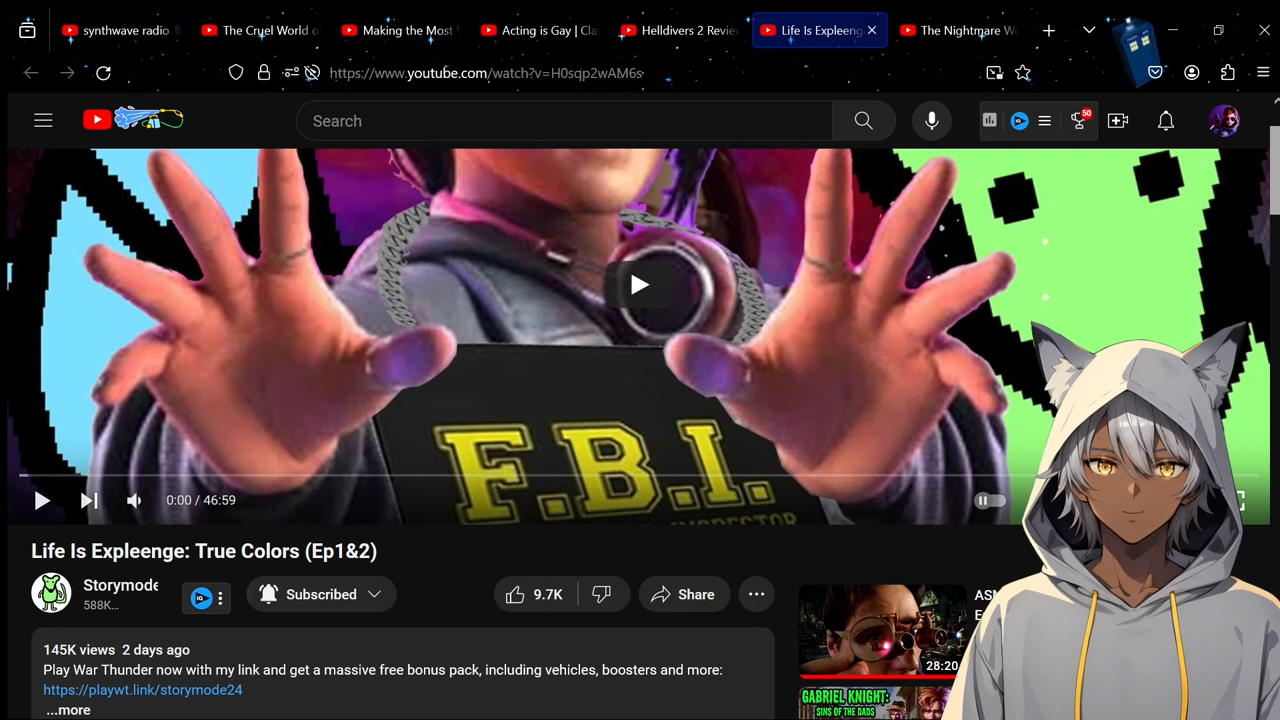 synthwave radio
The Cruel World o
Making the Most
Acting is Gay | Cla
Helldivers 2 Revie
Life Is Expleeng
The Nightmare W
https://www.youtube.com/watch?v=H0sqp2wAM6s
Search
50
IQ
F.B.I.
0:00 / 46:59
Life Is Expleenge: True Colors (Ep1&2)
Storymode
588K...
IQ
Subscribed
9.7K
Share
145K views 2 days ago
Play War Thunder now with my link and get a massive free bonus pack, including vehicles, boosters and more:
https://playwt.link/storymode24
...more
28:20
GABRIEL KNIGHT:
SINS OF THE DADS